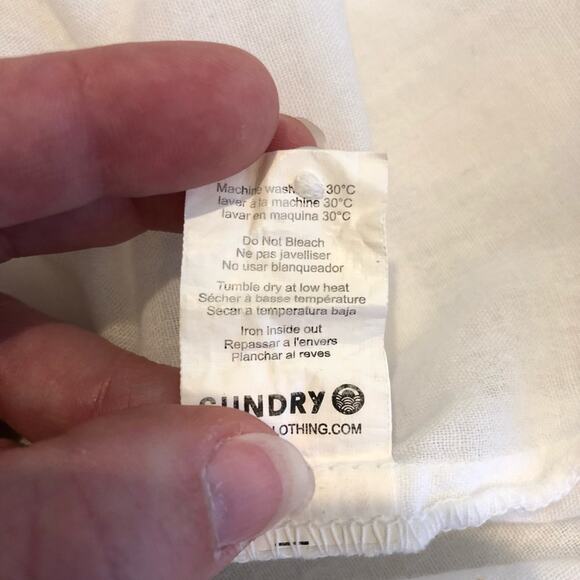 Machine wash 30°C
laver à la machine 30°C
lavar en maquina 30°C
Do Not Bleach
Ne pas javelliser
No usar blanqueador
Tumble dry at low heat
Sécher à basse température
Secar a temperatura baja
Iron inside out
Repassar a l'envers
Planchar al reves
SUNDRY
LOTHING.COM